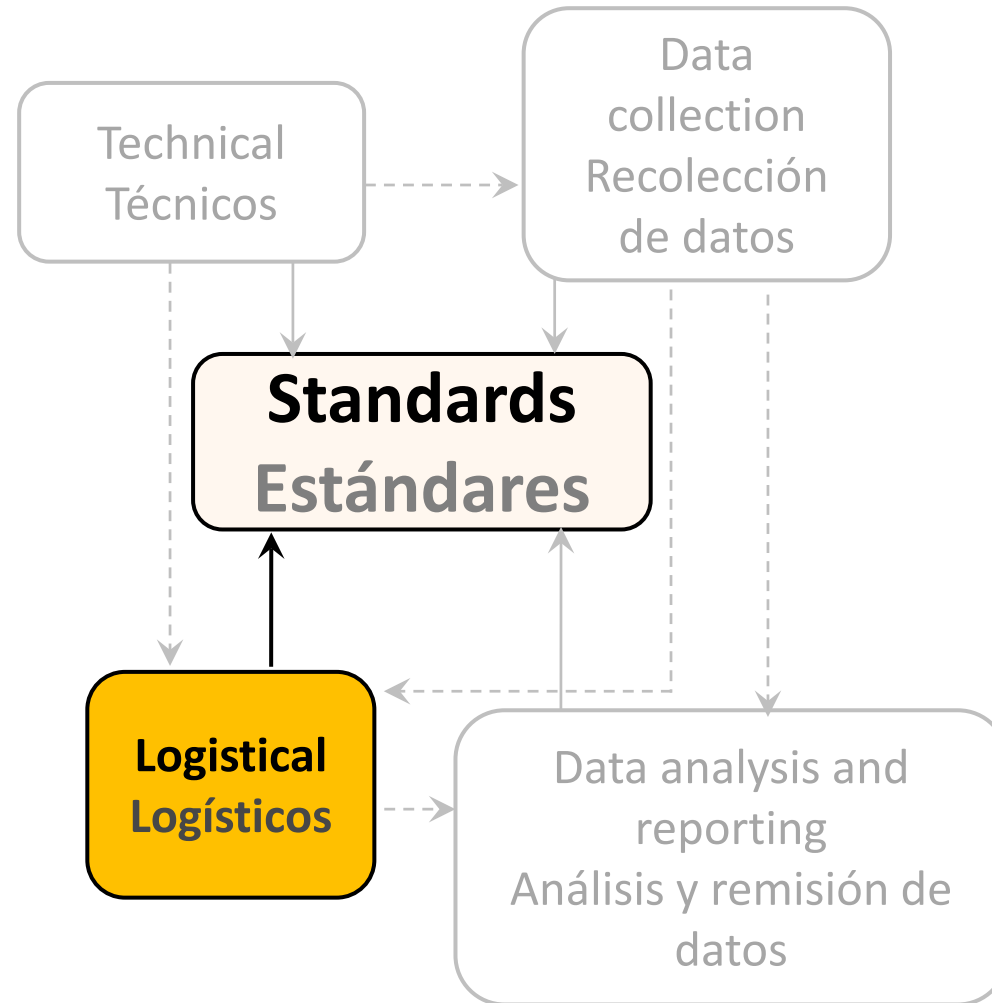 Technical
Técnicos
Data
collection
Recolección
de datos
Standards
Estándares
Logistical
Logísticos
Data analysis and
reporting
Análisis y remisión de
datos